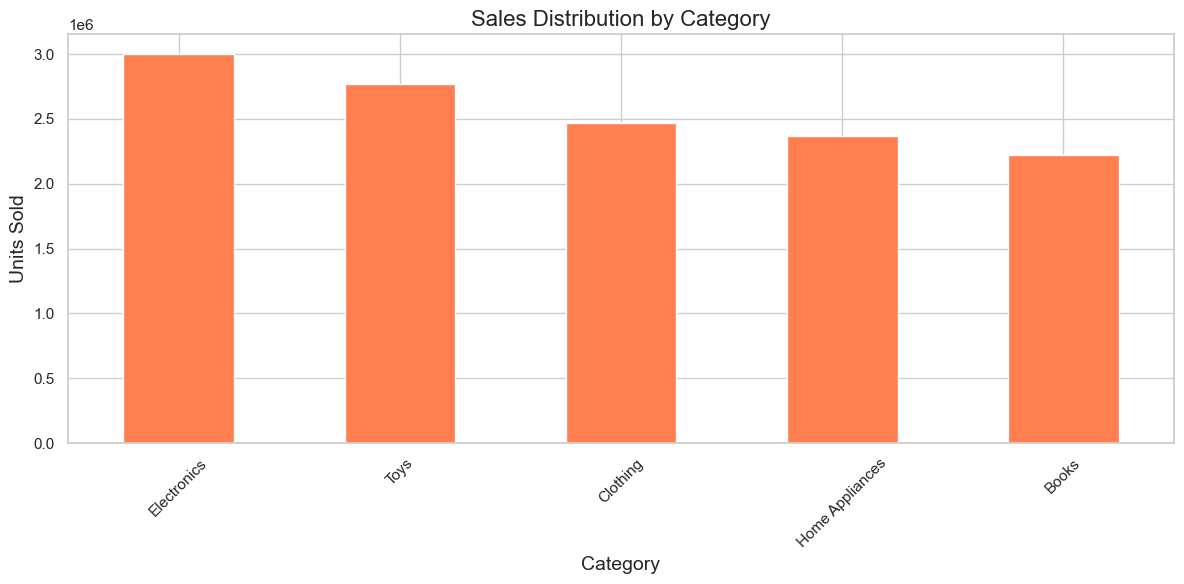 Sales Distribution by Category
1e6
3.0
2.5
2.0
1.5
1.0
0.5
0.0
Units Sold
Electronics
Toys
Clothing
Home Appliances
Books
Category